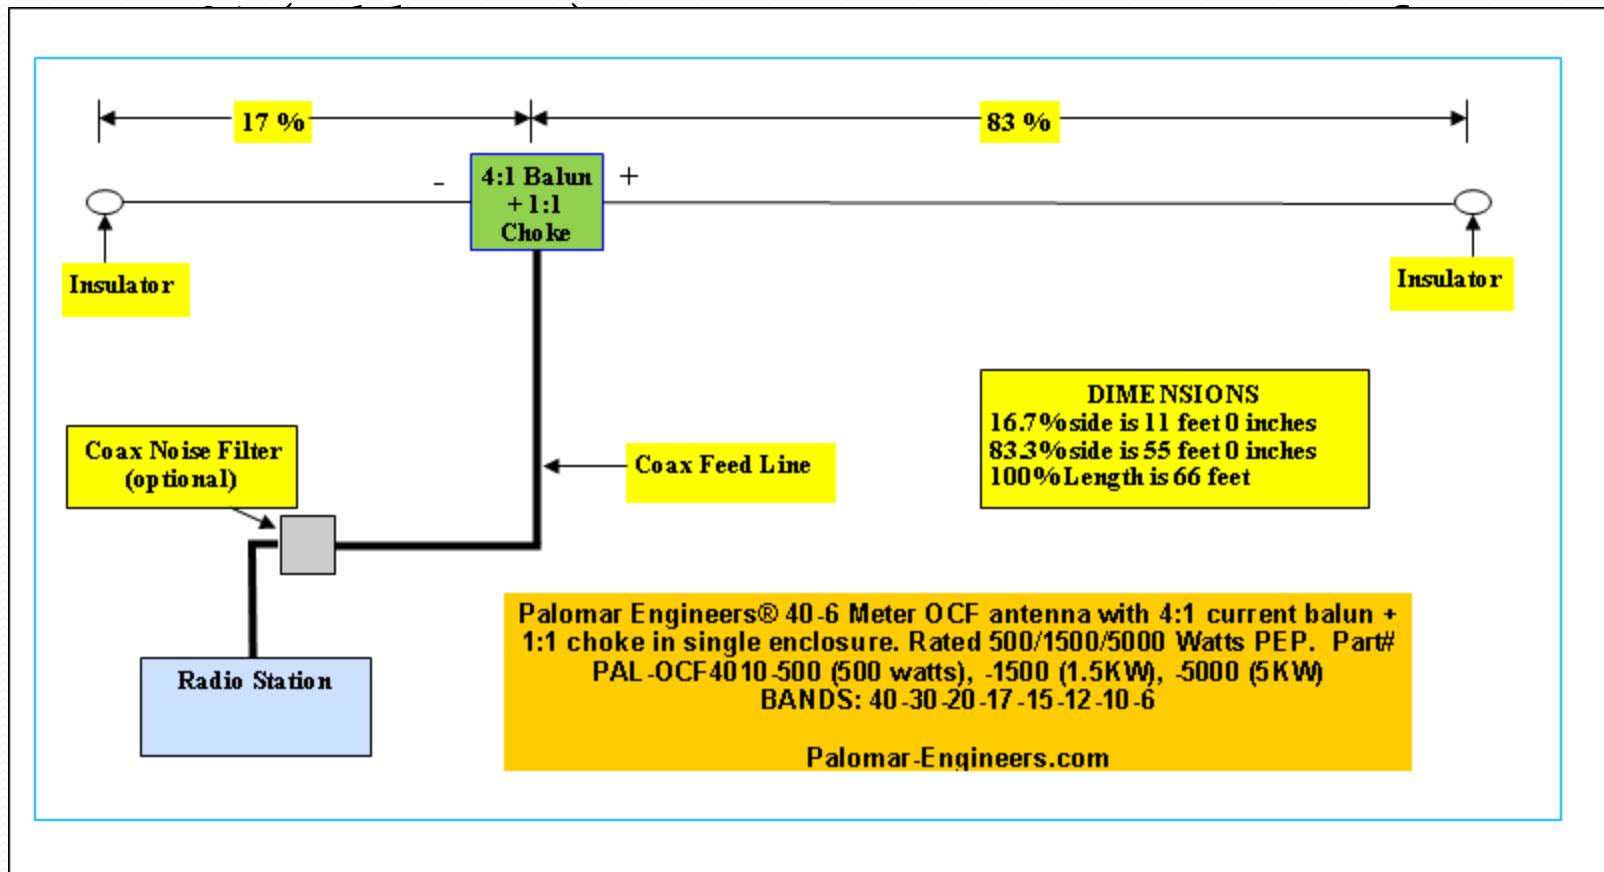 17 %
83 %
-
4:1 Balun
+ 1:1
Choke
+
Insulator
Insulator
DIMENSIONS
16.7% side is 11 feet 0 inches
83.3% side is 55 feet 0 inches
100% Length is 66 feet
Coax Noise Filter
(optional)
Coax Feed Line
Radio Station
Palomar Engineers® 40-6 Meter OCF antenna with 4:1 current balun +
1:1 choke in single enclosure. Rated 500/1500/5000 Watts PEP. Part#
PAL-OCF4010-500 (500 watts), -1500 (1.5KW), -5000 (5KW)
BANDS: 40-30-20-17-15-12-10-6
Palomar-Engineers.com